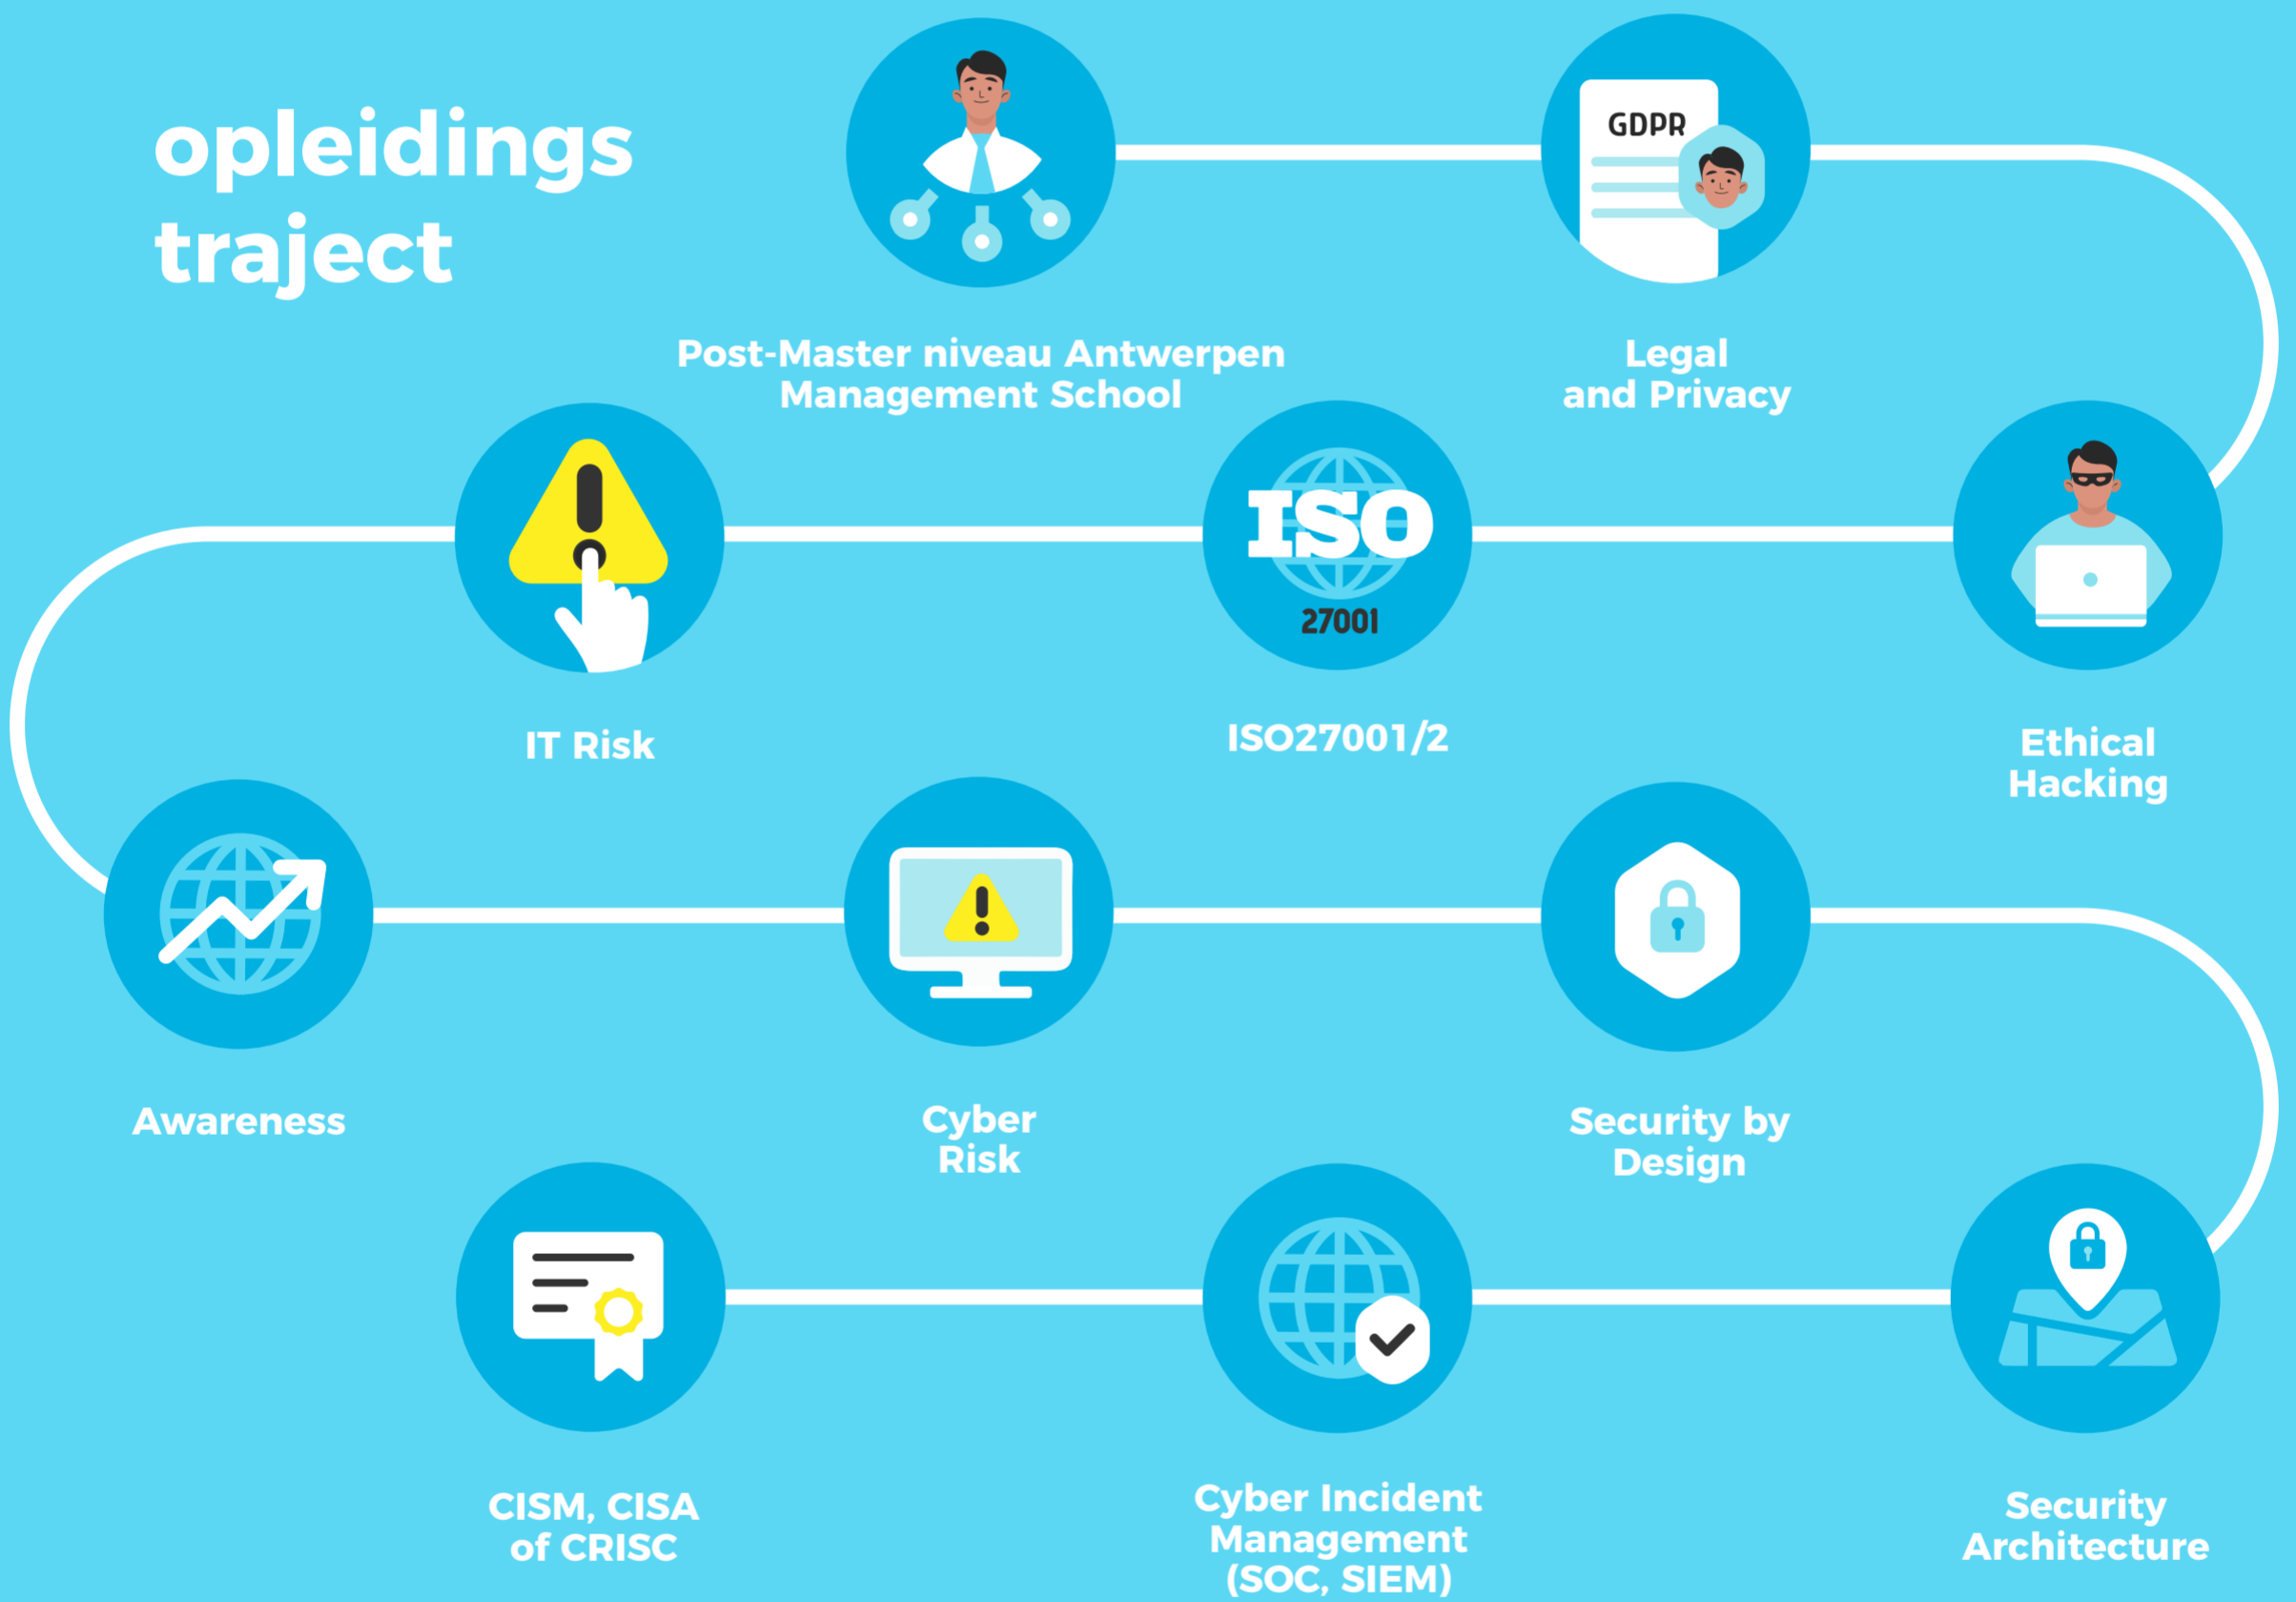 opleidings
traject
Post-Master niveau Antwerpen
Management School
GDPR
Legal
and Privacy
ISO
27001
IT Risk
ISO27001/2
Ethical
Hacking
Awareness
Cyber
Risk
Security by
Design
CISM, CISA
of CRISC
Cyber Incident
Management
(SOC, SIEM)
Security
Architecture